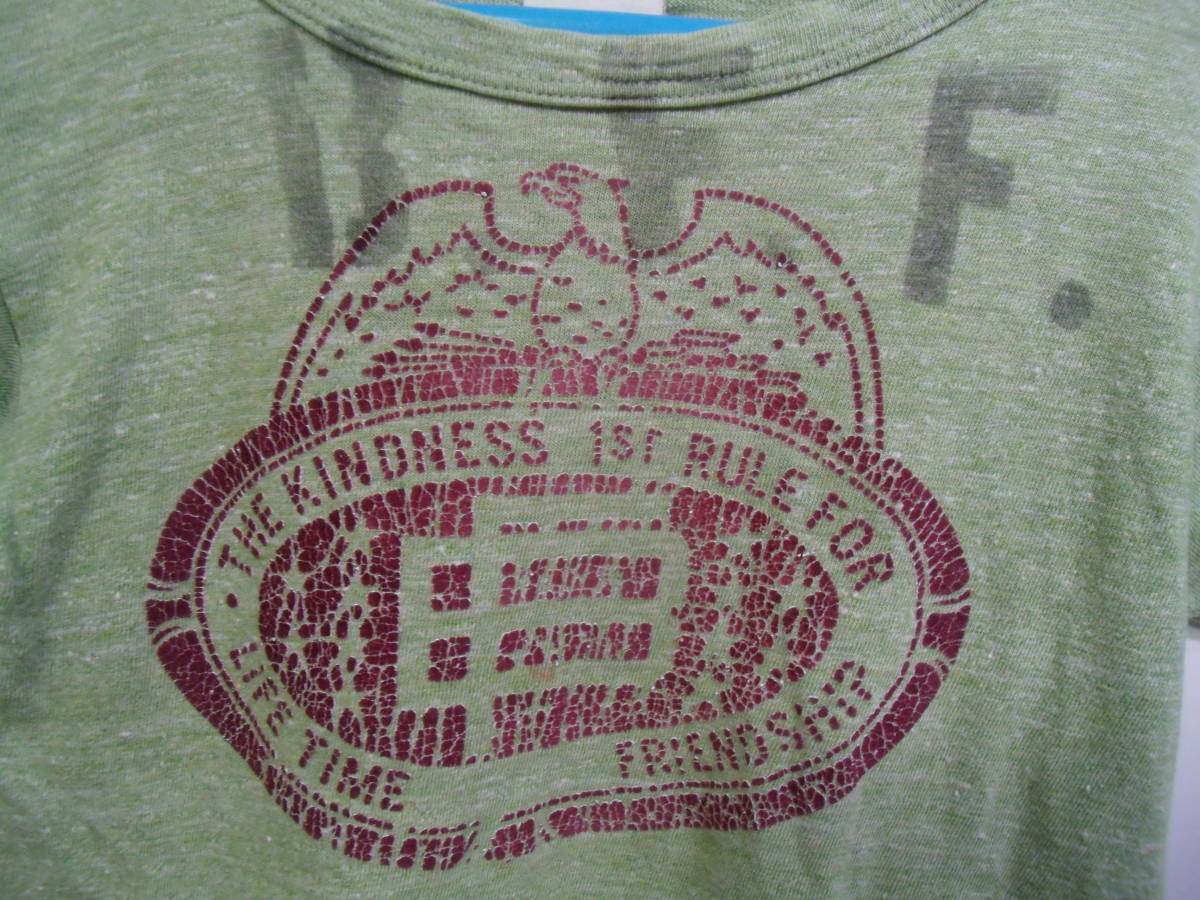 F.
THE KINDNESS 1ST RULE FOR
LIFE TIME FRIENDSHIP